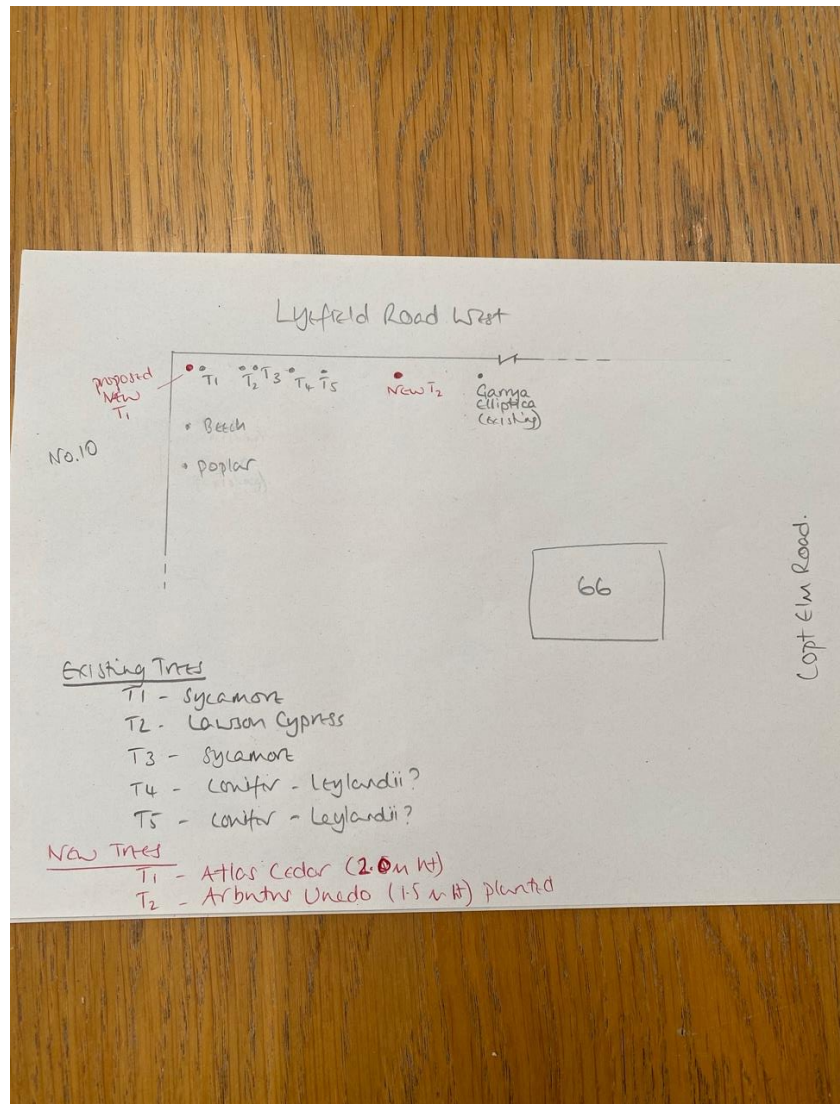 Lyefield Road West
proposed
NEW
T1
T1 T2 T3 T4 T5
NEW T2
Garrya
Elliptica
(existing)
No.10
Beech
Poplar
66
Copt Elm Road.
Existing Trees
T1 - Sycamore
T2 - Lawson Cypress
T3 - Sycamore
T4 - Conifer - Leylandii?
T5 - Conifer - Leylandii?
New Trees
T1 - Atlas Cedar (2.0m ht)
T2 - Arbutus Unedo (1.5m ht) planted